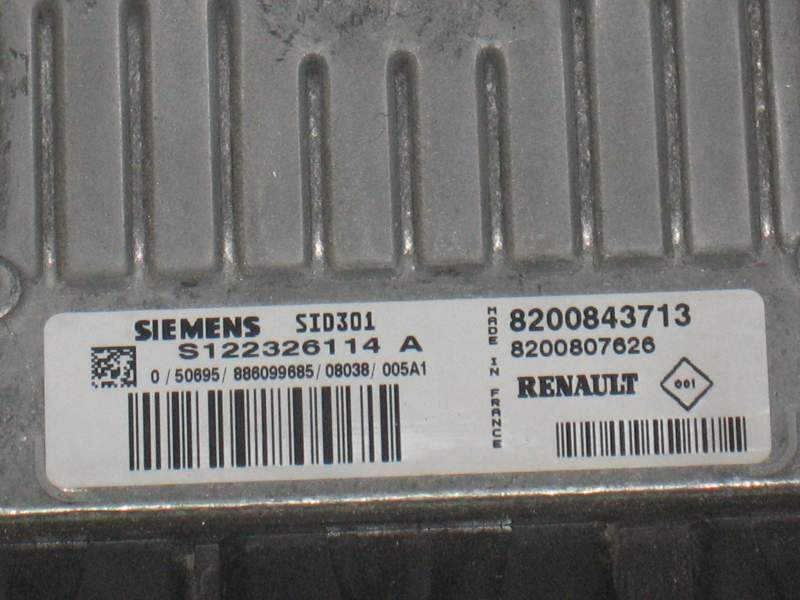 SIEMENS SID301
S122326114 A
0 / 50695/ 886099685/ 08038/ 005A1
MADE IN FRANCE
8200843713
8200807626
RENAULT 001